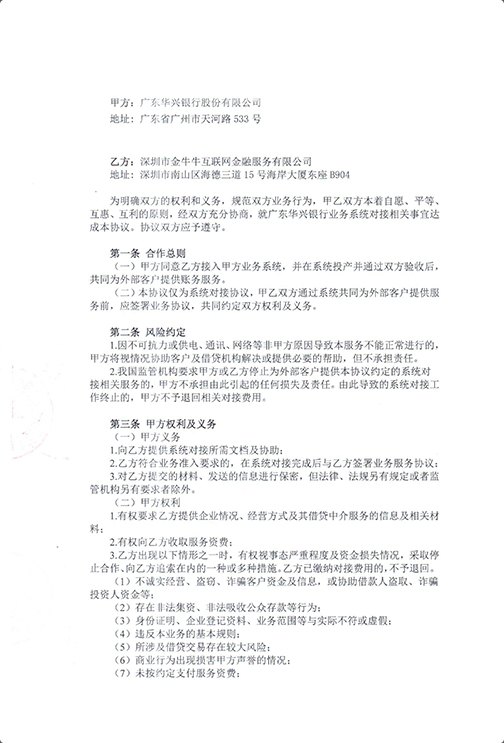 甲方：广东华兴银行股份有限公司
地址：广东省广州市天河路 533 号
乙方：深圳市金牛牛互联网金融服务有限公司
地址：深圳市南山区海德三道 15 号海岸大厦东座 B904
为明确双方的权利和义务，规范双方业务行为，甲乙双方本着自愿、平等、
互惠、互利的原则，经双方充分协商，就广东华兴银行业务系统对接相关事宜达
成本协议。协议双方应予遵守。
第一条 合作总则
（一）甲方同意乙方接入甲方业务系统，并在系统投产并通过双方验收后，
共同为外部客户提供账务服务。
（二）本协议仅为系统对接协议，甲乙双方通过系统共同为外部客户提供服
务前，应签署业务协议，共同约定双方权利及义务。
第二条 风险约定
1.因不可抗力或供电、通讯、网络等非甲方原因导致本服务不能正常进行的，
甲方将视情况协助客户及借贷机构解决或提供必要的帮助，但不承担责任。
2.我国监管机构要求甲方或乙方停止为外部客户提供本协议约定的系统对
接相关服务的，甲方不承担由此引起的任何损失及责任。由此导致的系统对接工
作终止的，甲方不予退回相关对接费用。
第三条 甲方权利及义务
（一）甲方义务
1.向乙方提供系统对接所需文档及协助；
2.乙方符合业务准入要求的，在系统对接完成后与乙方签署业务服务协议；
3.对乙方提交的材料、发送的信息进行保密，但法律、法规另有规定或者监
管机构另有要求者除外。
（二）甲方权利
1.有权要求乙方提供企业情况、经营方式及其借贷中介服务的信息及相关材
料；
2.有权向乙方收取服务资费；
3.乙方出现以下情形之一时，有权视事态严重程度及资金损失情况，采取停
止合作、向乙方追索在内的一种或多种措施。乙方已缴纳对接费用的，不予退回。
（1）不诚实经营、盗窃、诈骗客户资金及信息，或协助借款人盗取、诈骗
投资人资金等；
（2）存在非法集资、非法吸收公众存款等行为；
（3）身份证明、企业登记资料、业务范围等与实际不符或虚假；
（4）违反本业务的基本规则；
（5）所涉及借贷交易存在较大风险；
（6）商业行为出现损害甲方声誉的情况；
（7）未按约定支付服务资费；